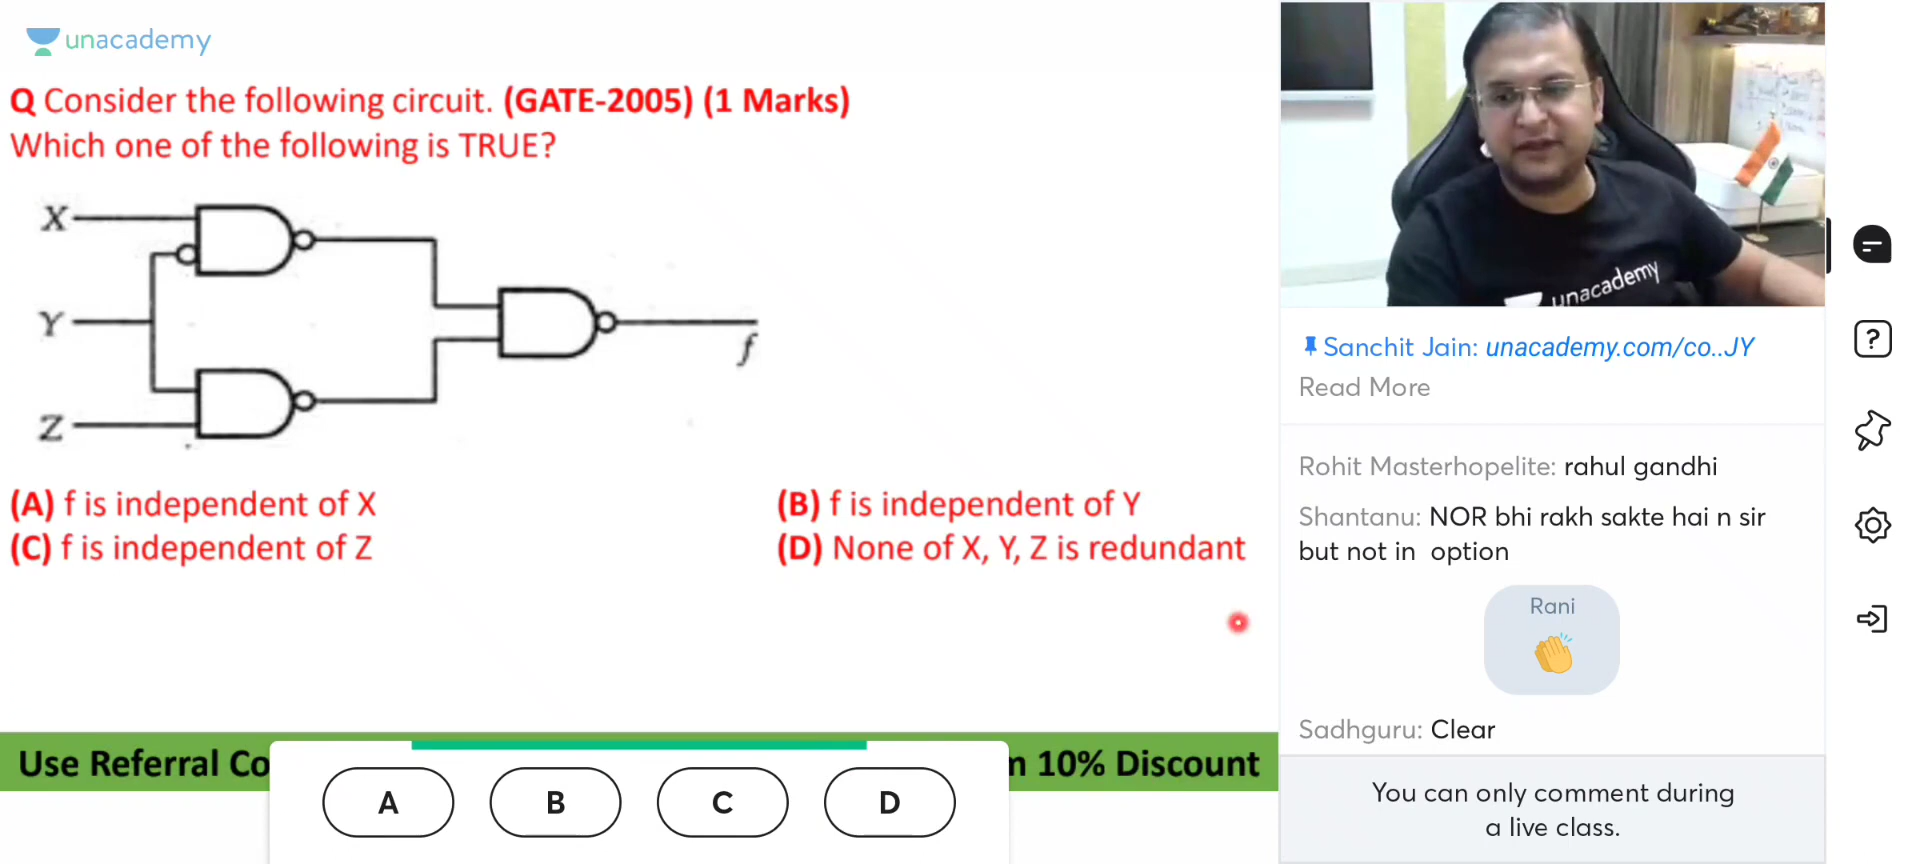 unacademy
Q Consider the following circuit. (GATE-2005) (1 Marks)
Which one of the following is TRUE?
X
Y
Z
f
(A) f is independent of X
(B) f is independent of Y
(C) f is independent of Z
(D) None of X, Y, Z is redundant
Use Referral Co
10% Discount
A
B
C
D
unacademy
Sanchit Jain: unacademy.com/co..JY
Read More
Rohit Masterhopelite: rahul gandhi
Shantanu: NOR bhi rakh sakte hai n sir
but not in option
Rani
Sadhguru: Clear
You can only comment during
a live class.
?